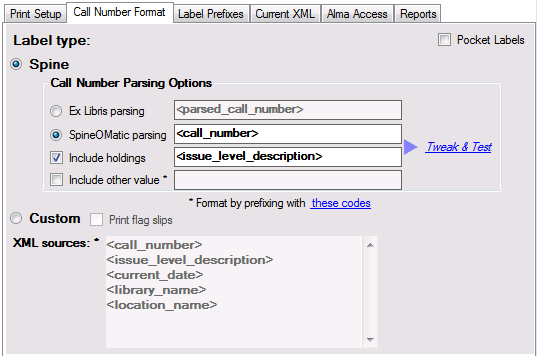 Print Setup Call Number Format Label Prefixes Current XML Alma Access Reports
Label type: Pocket Labels
Spine
Call Number Parsing Options
Ex Libris parsing <parsed_call_number>
SpineOMatic parsing <call_number>
Include holdings <issue_level_description>
Tweak & Test
Include other value *
* Format by prefixing with these codes
Custom Print flag slips
XML sources: * <call_number>
<issue_level_description>
<current_date>
<library_name>
<location_name>